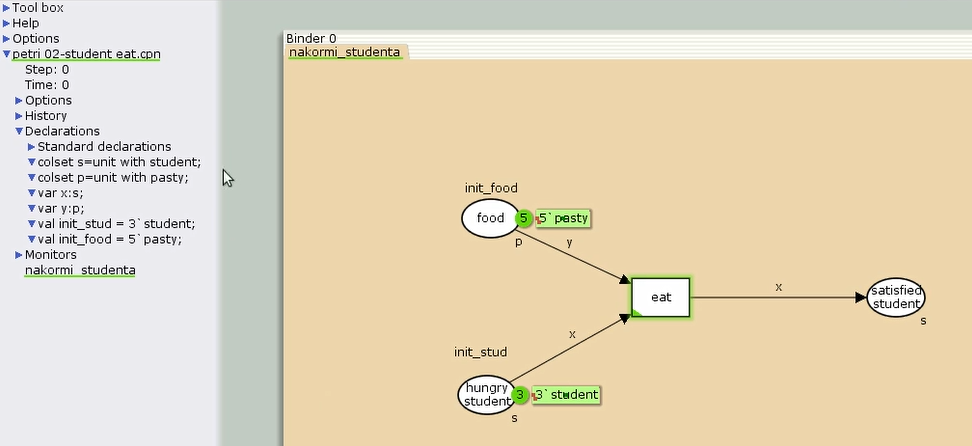 Tool box
Help
Options
petri 02-student eat.cpn
Step: 0
Time: 0
Options
History
Declarations
Standard declarations
colset s=unit with student;
colset p=unit with pasty;
var x:s;
var y:p;
val init_stud = 3`student;
val init_food = 5`pasty;
Monitors
nakormi_studenta
Binder 0
nakormi_studenta
init_food
food
5
5`pasty
p
y
eat
x
satisfied
student
s
x
init_stud
hungry
student
3
3`student
s